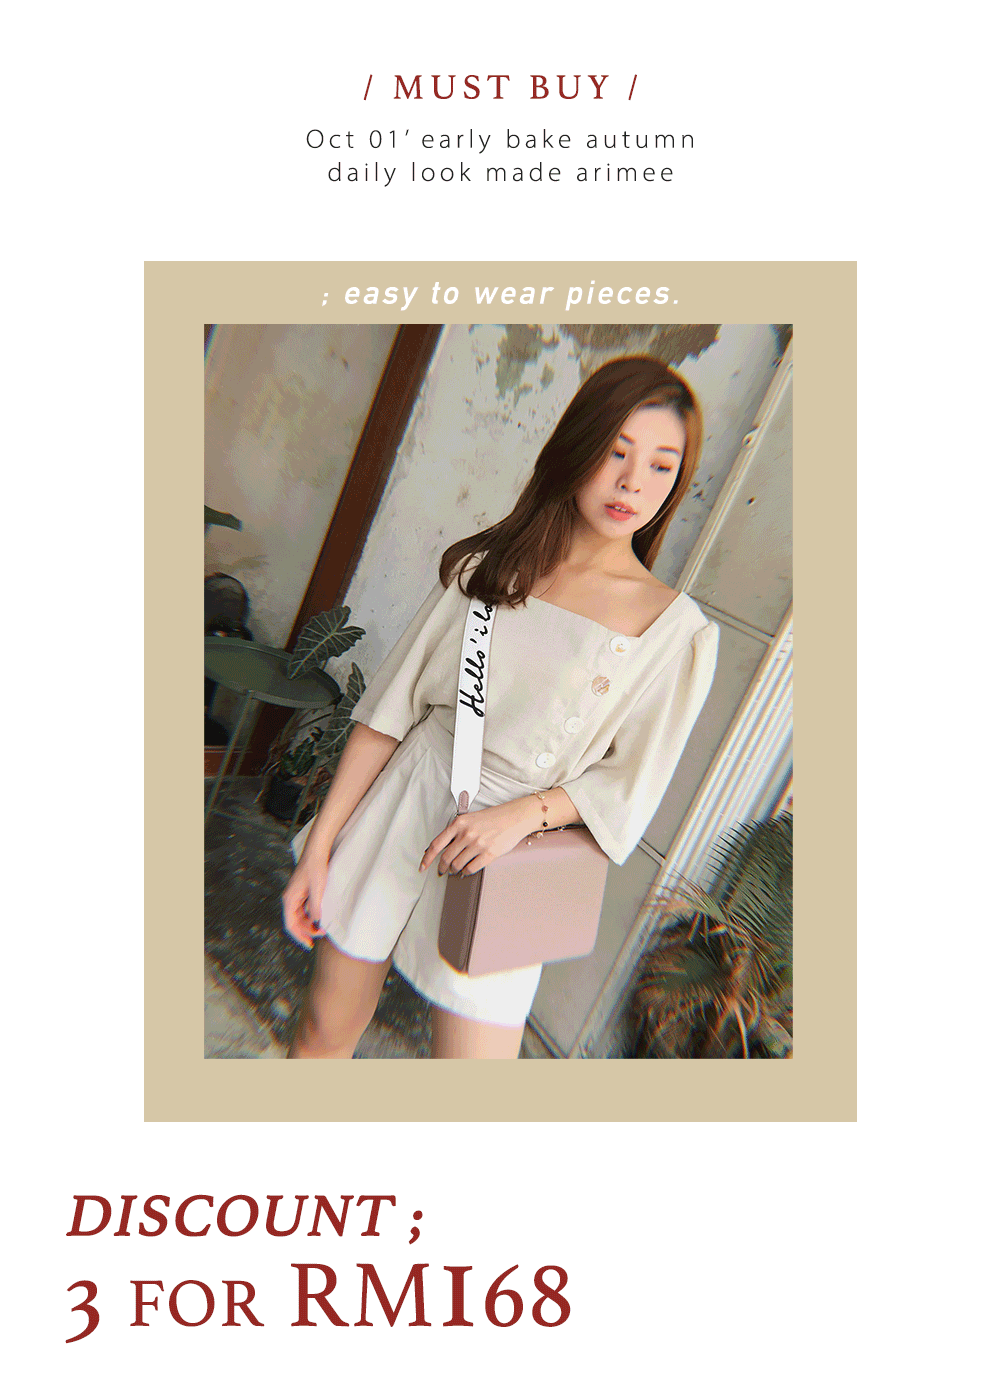 / MUST BUY /
Oct 01’ early bake autumn
daily look made arimee
; easy to wear pieces.
Hello' i lo
DISCOUNT ;
3 FOR RM168